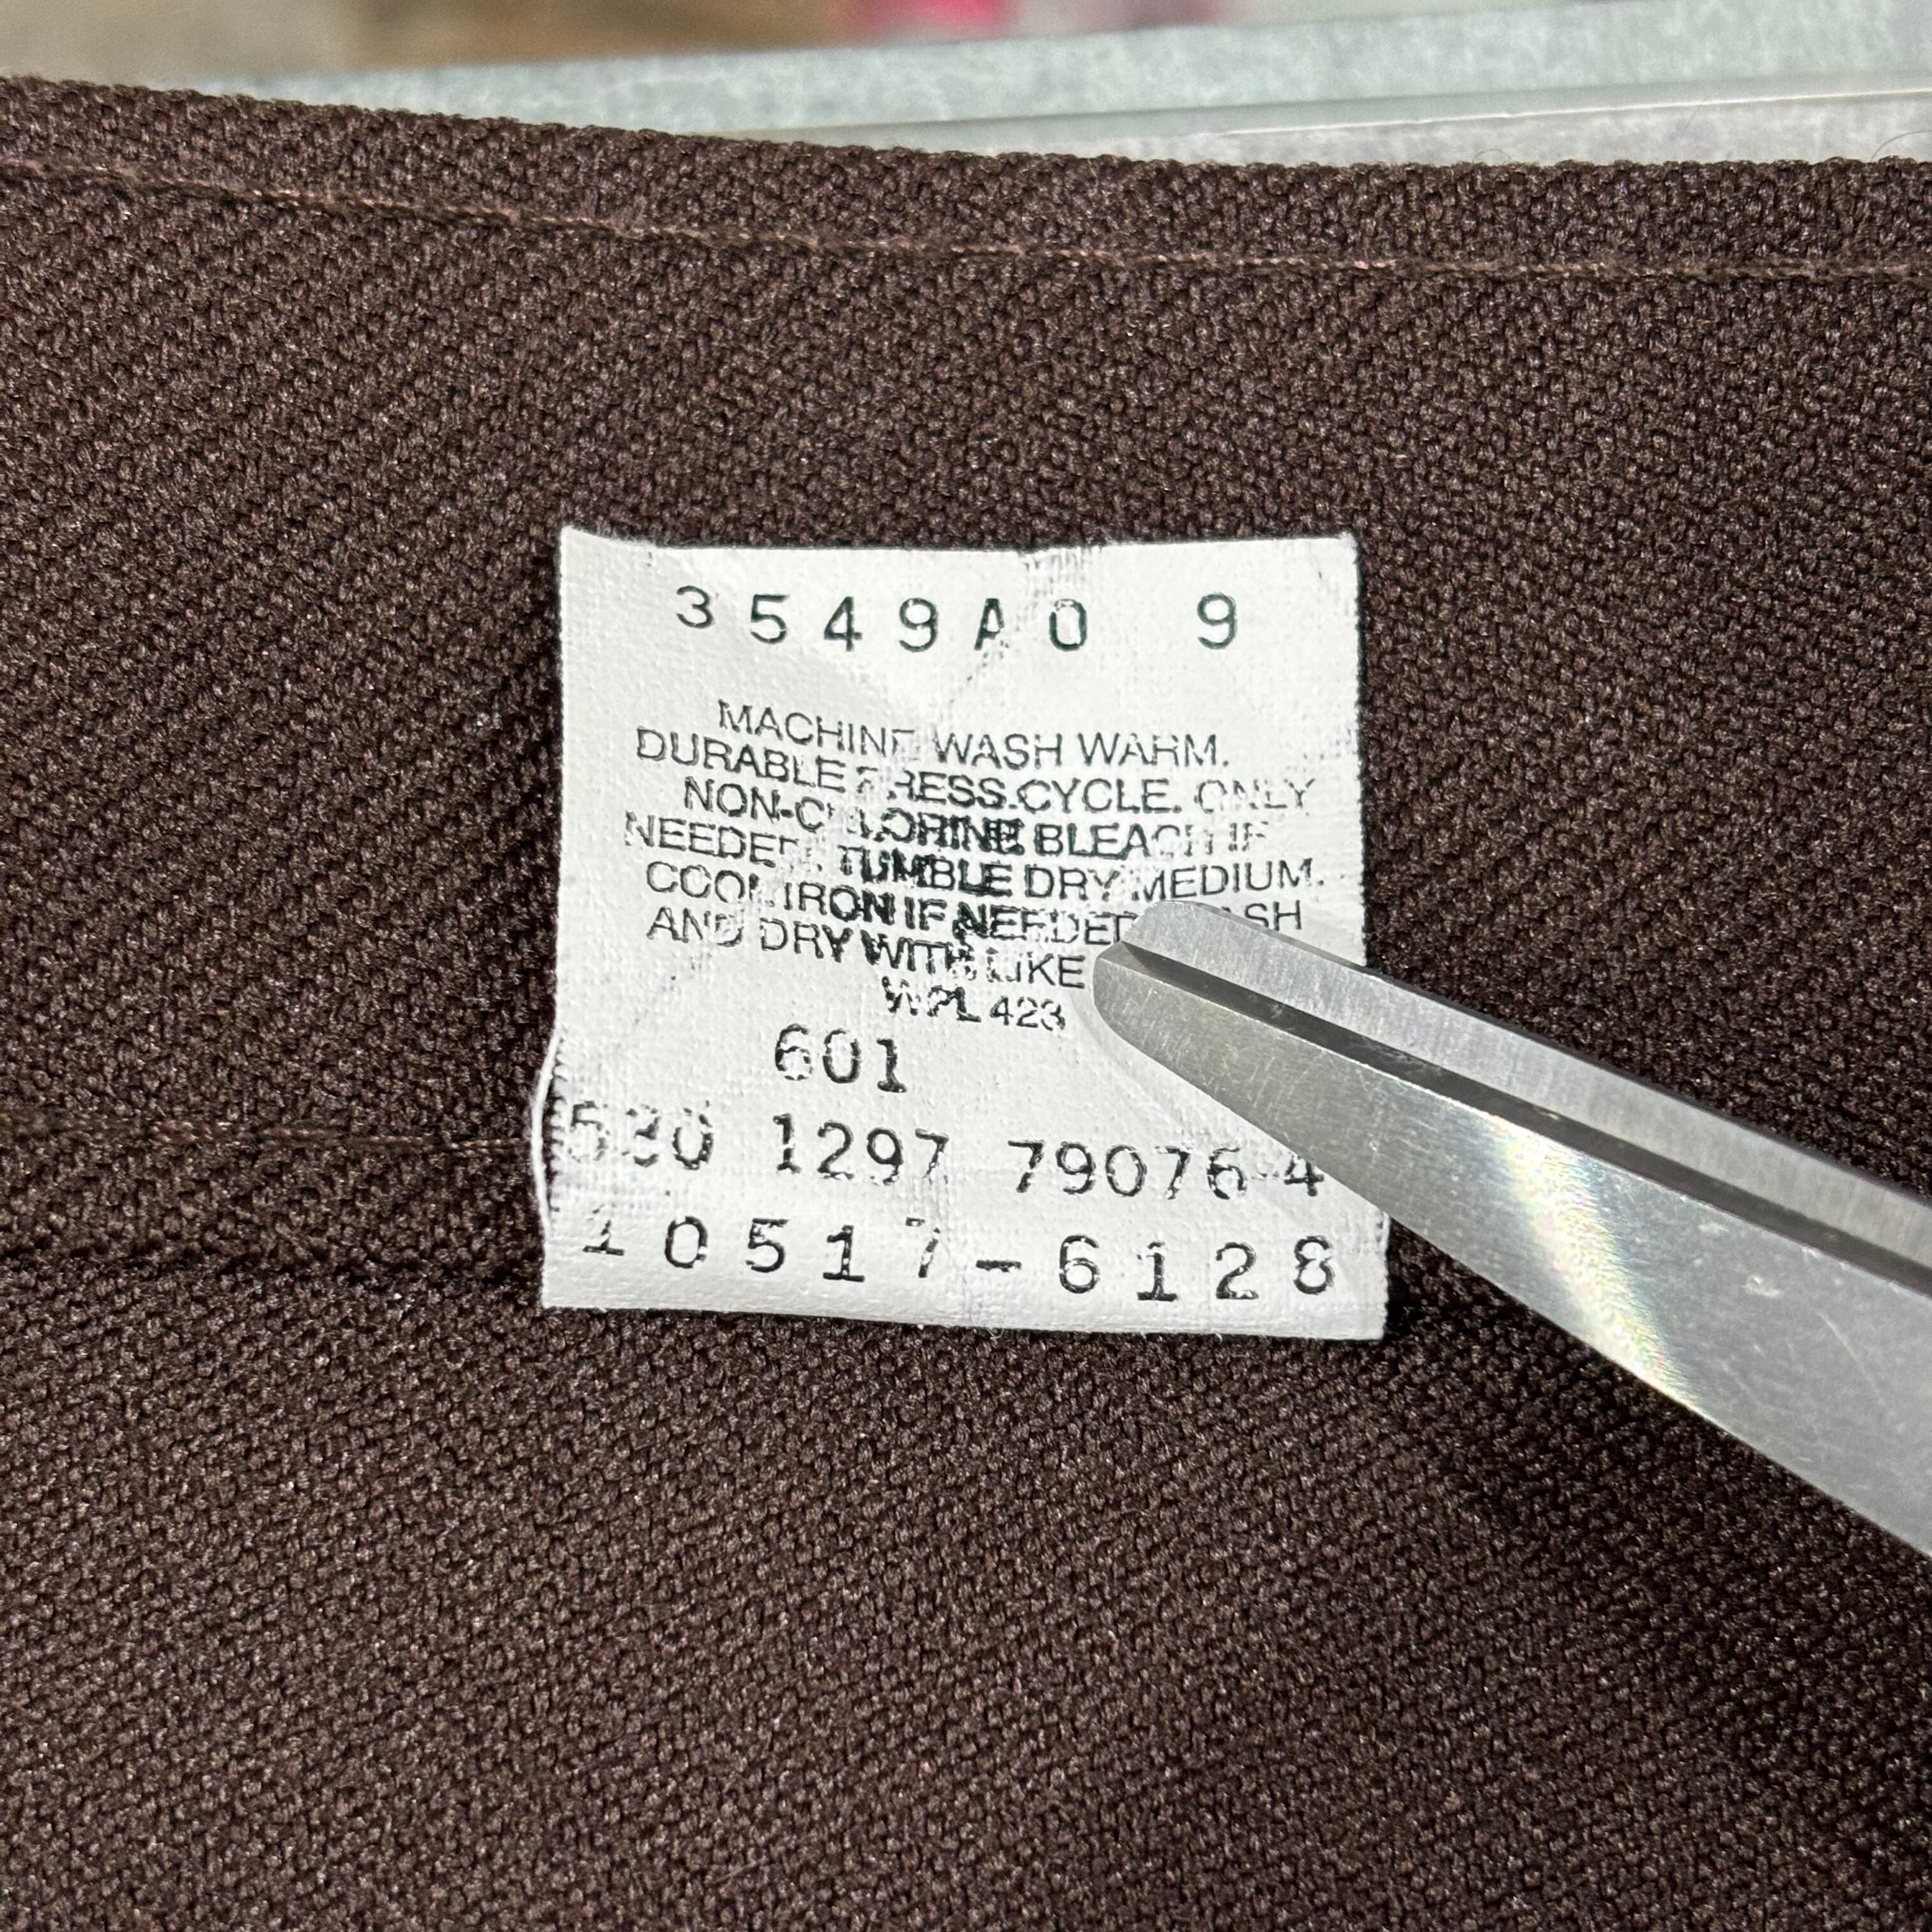 3549A0 9
MACHINE WASH WARM.
DURABLE PRESS CYCLE. ONLY
NON-CHLORINE BLEACH IF
NEEDED. TUMBLE DRY MEDIUM.
COOL IRON IF NEEDED
AND DRY WITH LIKE
WPL 423
601
530 1297 79076-4
10517-6128